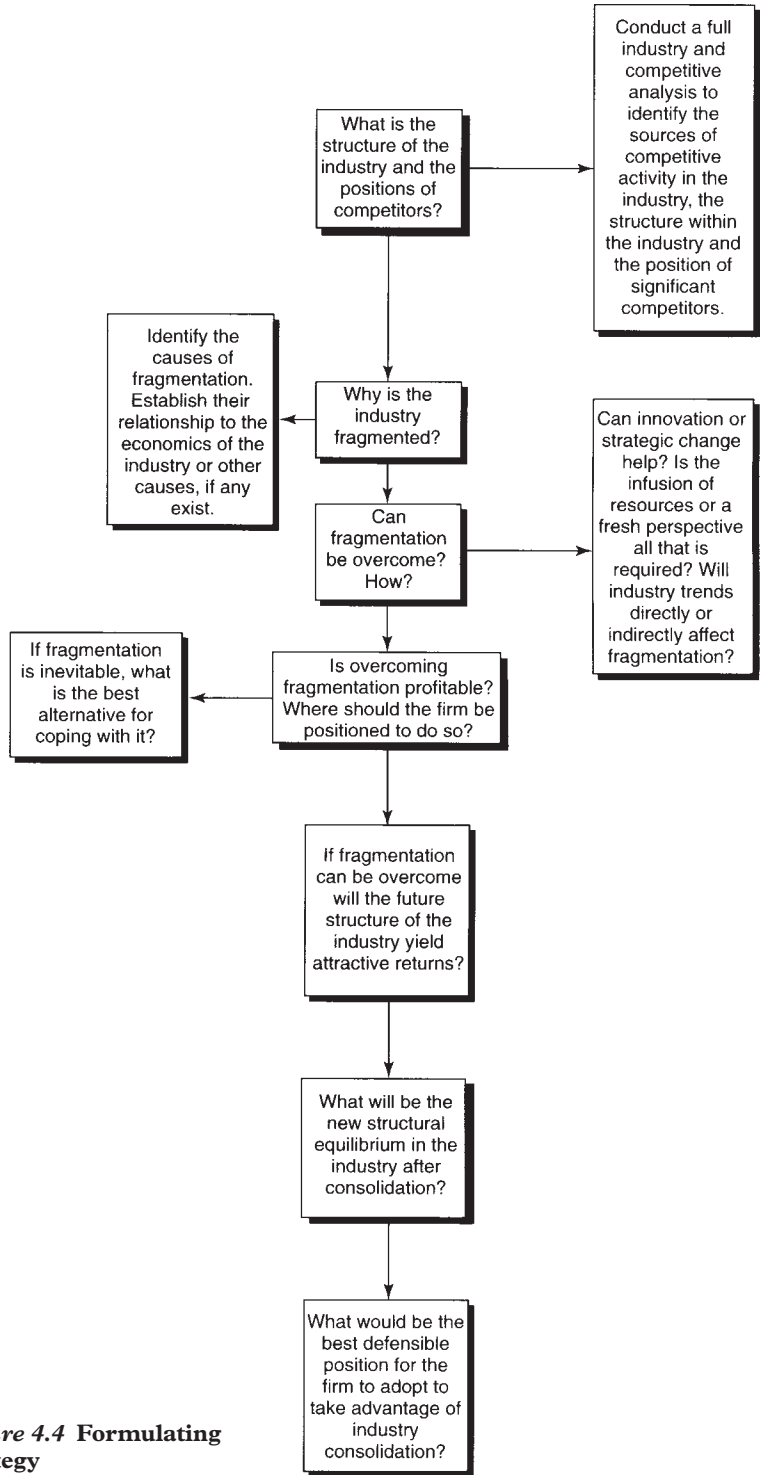 What is the
structure of the
industry and the
positions of
competitors?
Conduct a full
industry and
competitive
analysis to
identify the
sources of
competitive
activity in the
industry, the
structure within
the industry and
the position of
significant
competitors.
Why is the
industry
fragmented?
Identify the
causes of
fragmentation.
Establish their
relationship to the
economics of the
industry or other
causes, if any
exist.
Can
fragmentation
be overcome?
How?
Can innovation or
strategic change
help? Is the
infusion of
resources or a
fresh perspective
all that is
required? Will
industry trends
directly or
indirectly affect
fragmentation?
Is overcoming
fragmentation profitable?
Where should the firm be
positioned to do so?
If fragmentation
is inevitable, what
is the best
alternative for
coping with it?
If fragmentation
can be overcome
will the future
structure of the
industry yield
attractive returns?
What will be the
new structural
equilibrium in the
industry after
consolidation?
What would be the
best defensible
position for the
firm to adopt to
take advantage of
industry
consolidation?
4.4 Formulating